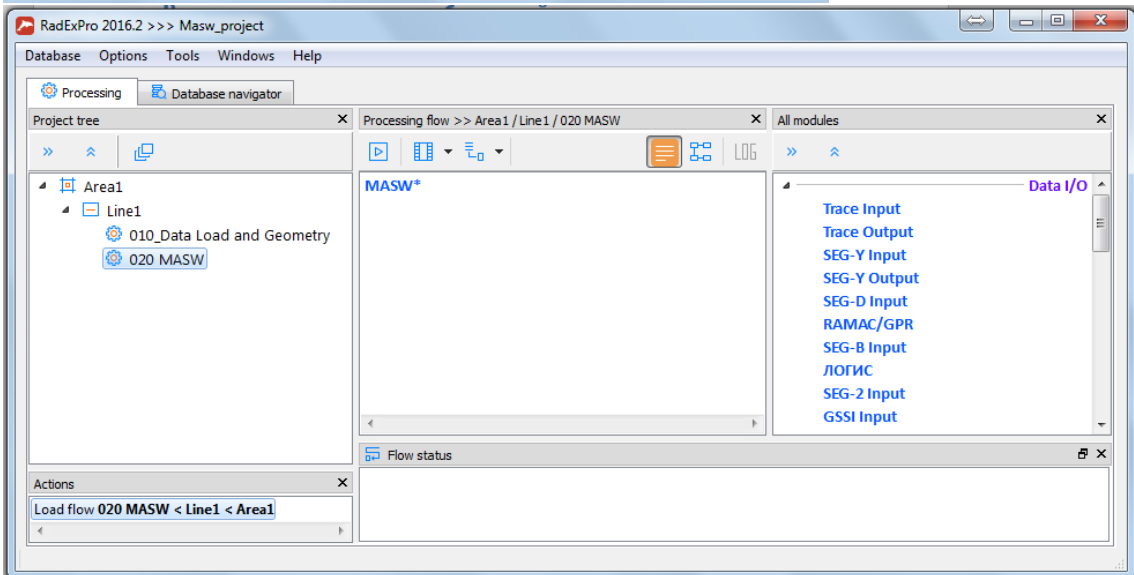 RadExPro 2016.2 >>> Masw_project
Database Options Tools Windows Help
Processing Database navigator
Project tree
Area1
Line1
010_Data Load and Geometry
020 MASW
Actions
Load flow 020 MASW < Line1 < Area1
Processing flow >> Area1 / Line1 / 020 MASW
LOG
MASW*
Flow status
All modules
Data I/O
Trace Input
Trace Output
SEG-Y Input
SEG-Y Output
SEG-D Input
RAMAC/GPR
SEG-B Input
ЛОГИС
SEG-2 Input
GSSI Input